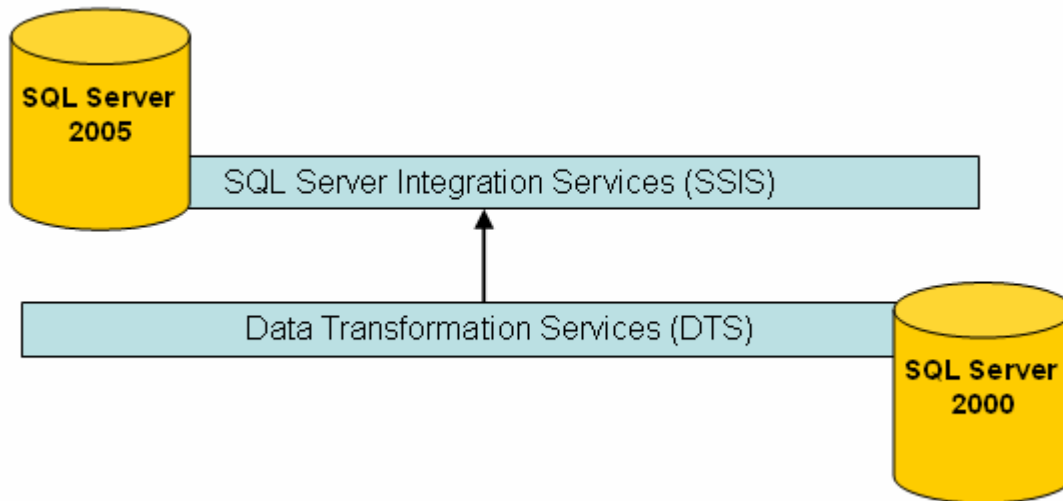 SQL Server
2005
SQL Server Integration Services (SSIS)
Data Transformation Services (DTS)
SQL Server
2000